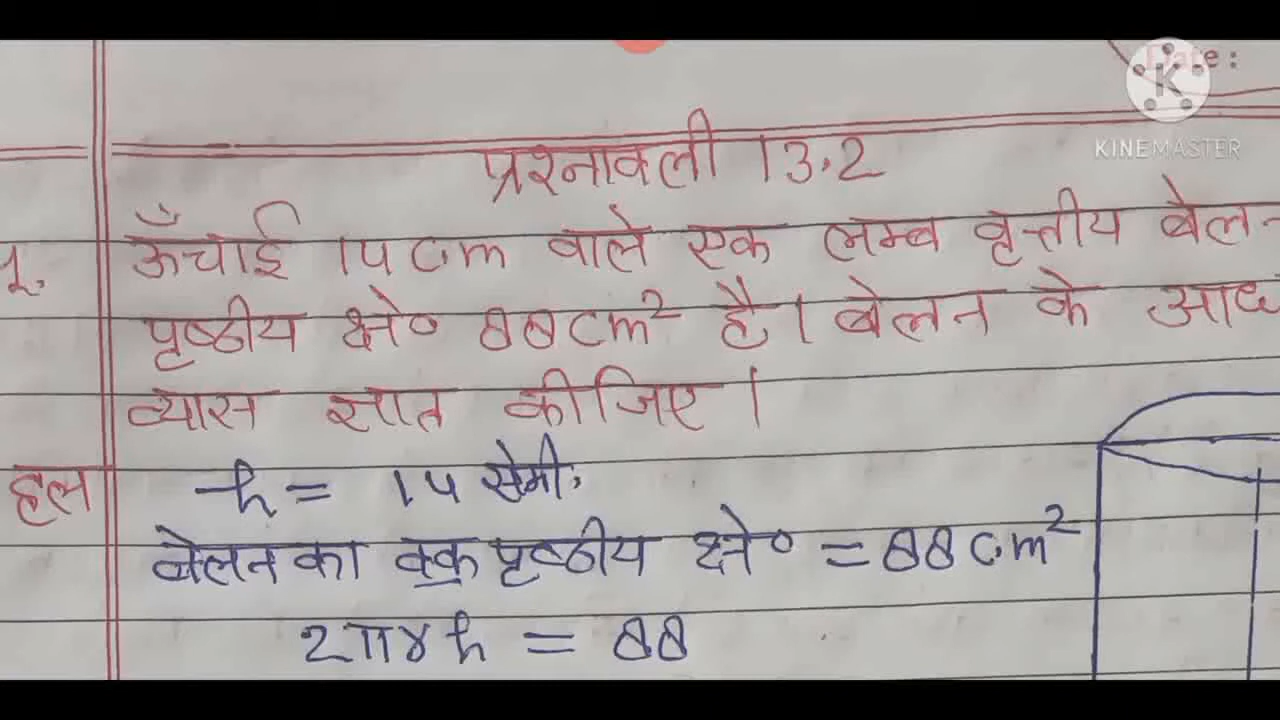 Date:
KINEMASTER
प्रश्नावली 13.2
1. ऊँचाई 14 cm वाले एक लम्ब वृत्तीय बेलन
पृष्ठीय क्षे० 88 cm² है। बेलन के
व्यास ज्ञात कीजिए।
हल h = 14 सेमी.
बेलन का वक्र पृष्ठीय क्षे० = 88 cm²
2πrh = 88